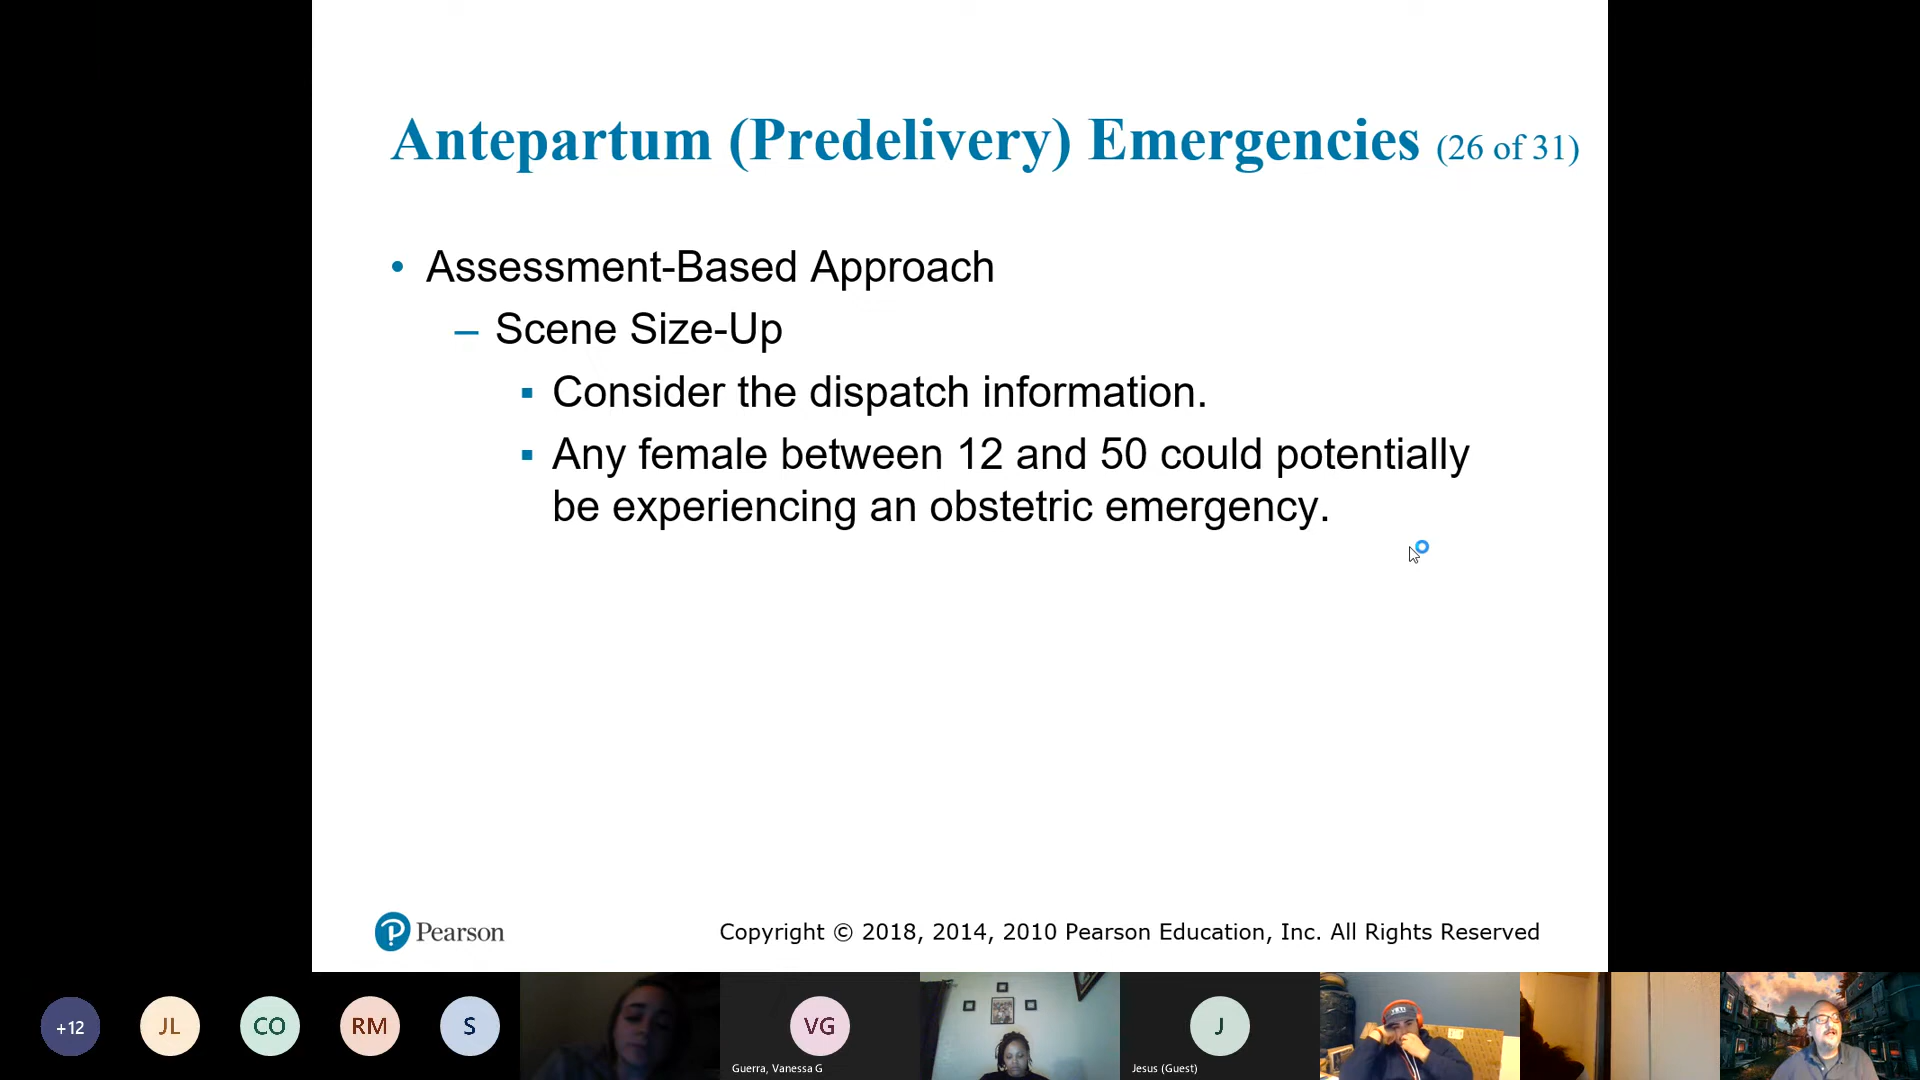 Antepartum (Predelivery) Emergencies (26 of 31)
• Assessment-Based Approach
– Scene Size-Up
▪ Consider the dispatch information.
▪ Any female between 12 and 50 could potentially
be experiencing an obstetric emergency.
Pearson
Copyright © 2018, 2014, 2010 Pearson Education, Inc. All Rights Reserved
+12
JL
CO
RM
S
VG
Guerra, Vanessa G
J
Jesus (Guest)